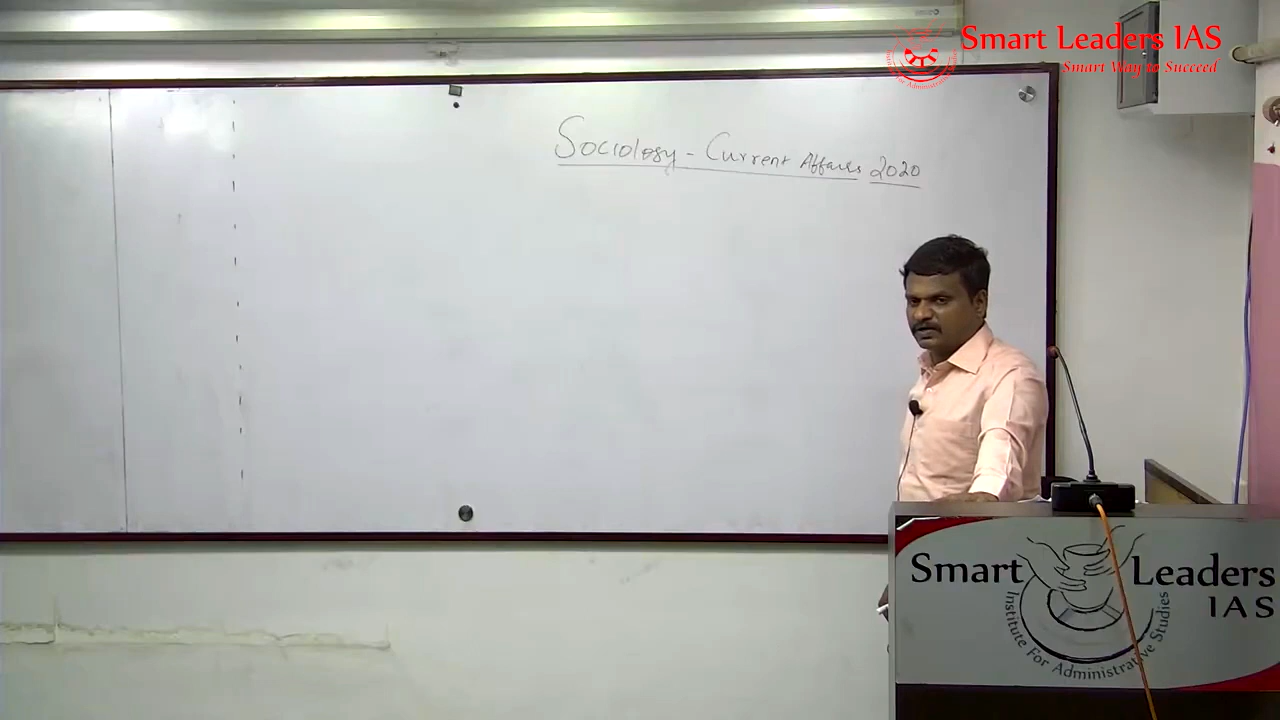 Smart Leaders IAS
Smart Way to Succeed
Sociology - Current Affairs 2020
Smart Leaders
IAS
Institute For Administrative Studies